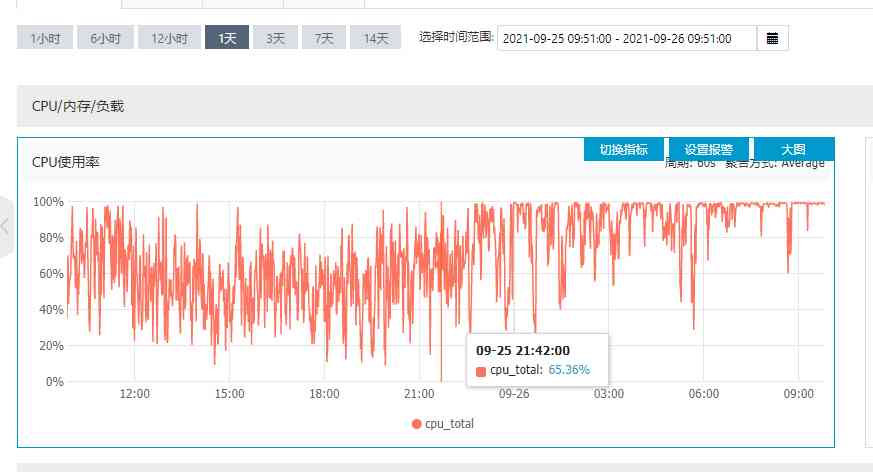 1小时 6小时 12小时 1天 3天 7天 14天 选择时间范围: 2021-09-25 09:51:00 - 2021-09-26 09:51:00
CPU/内存/负载
切换指标 设置报警 大图
CPU使用率
周期: 60s 聚合方式: Average
100%
80%
60%
40%
20%
0%
09-25 21:42:00
cpu_total: 65.36%
12:00 15:00 18:00 21:00 09-26 03:00 06:00 09:00
cpu_total